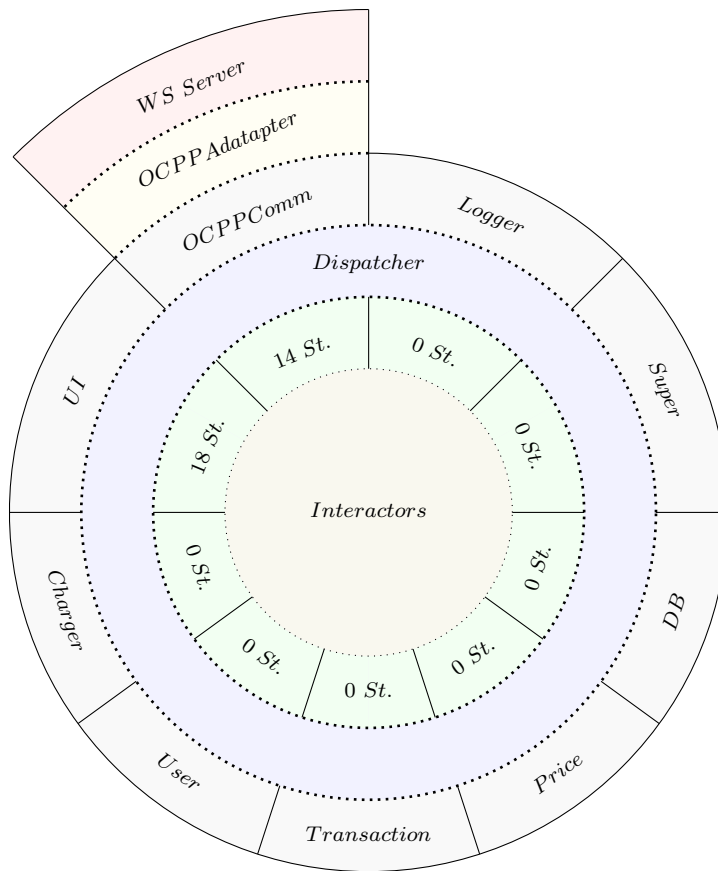 WS Server
OCPPAdatapter
OCPPComm
Logger
Dispatcher
14 St.
0 St.
UI
Super
18 St.
0 St.
Interactors
0 St.
0 St.
Charger
DB
0 St.
0 St.
0 St.
User
Price
Transaction